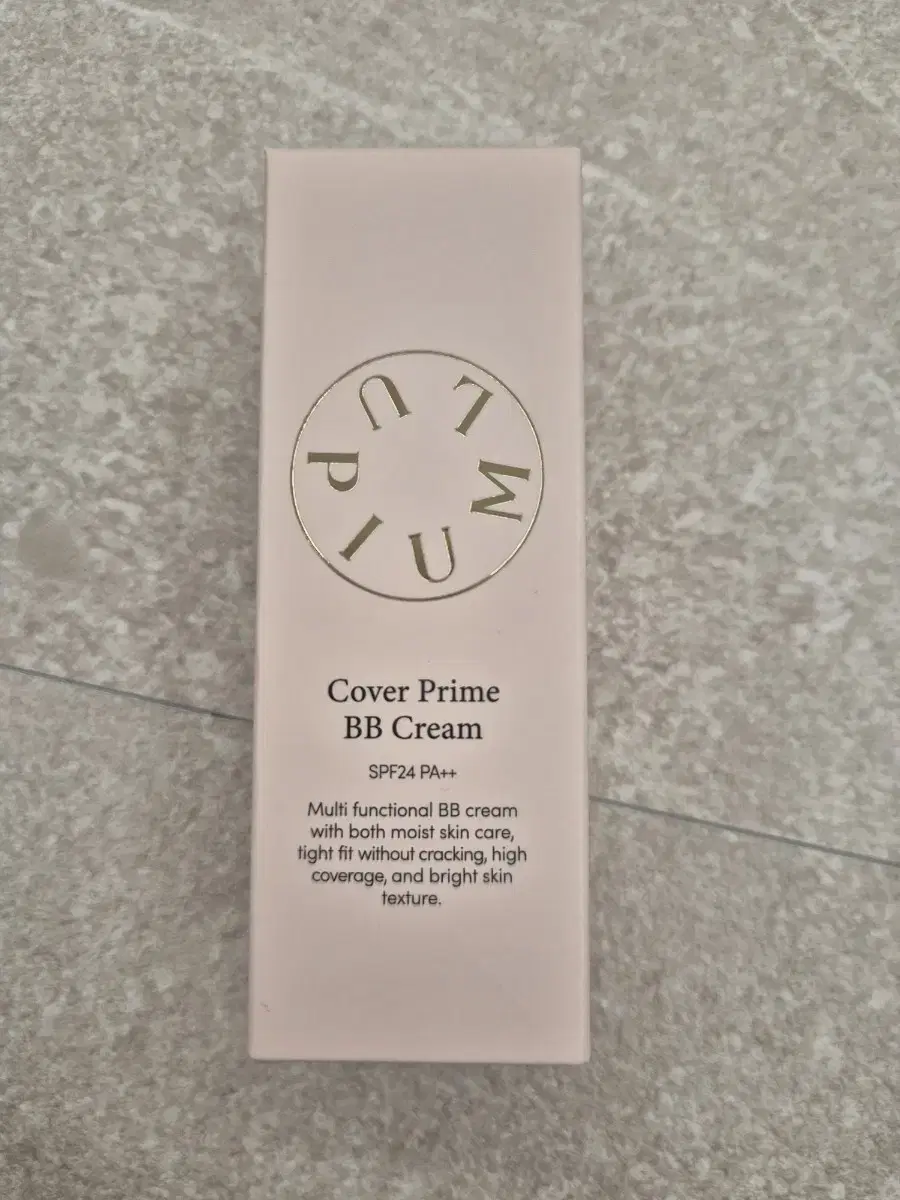 LUPIUM
Cover Prime
BB Cream
SPF24 PA++
Multi functional BB cream
with both moist skin care,
tight fit without cracking, high
coverage, and bright skin
texture.